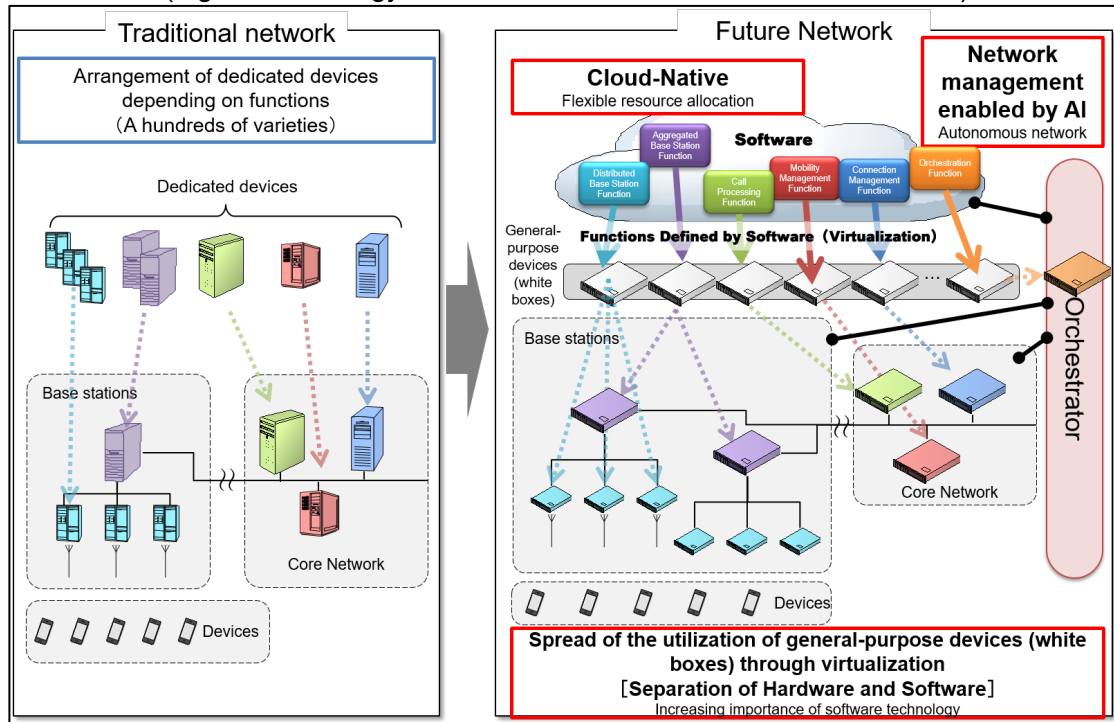 Traditional network
Arrangement of dedicated devices
depending on functions
（A hundreds of varieties）
Dedicated devices
Base stations
Core Network
Devices
Future Network
Cloud-Native
Flexible resource allocation
Network
management
enabled by AI
Autonomous network
Software
Aggregated
Base Station
Function
Distributed
Base Station
Function
Call
Processing
Function
Mobility
Management
Function
Connection
Management
Function
Orchestration
Function
General-
purpose
devices
(white
boxes)
Functions Defined by Software（Virtualization）
...
Base stations
Core Network
Orchestrator
Devices
Spread of the utilization of general-purpose devices (white
boxes) through virtualization
［Separation of Hardware and Software］
Increasing importance of software technology